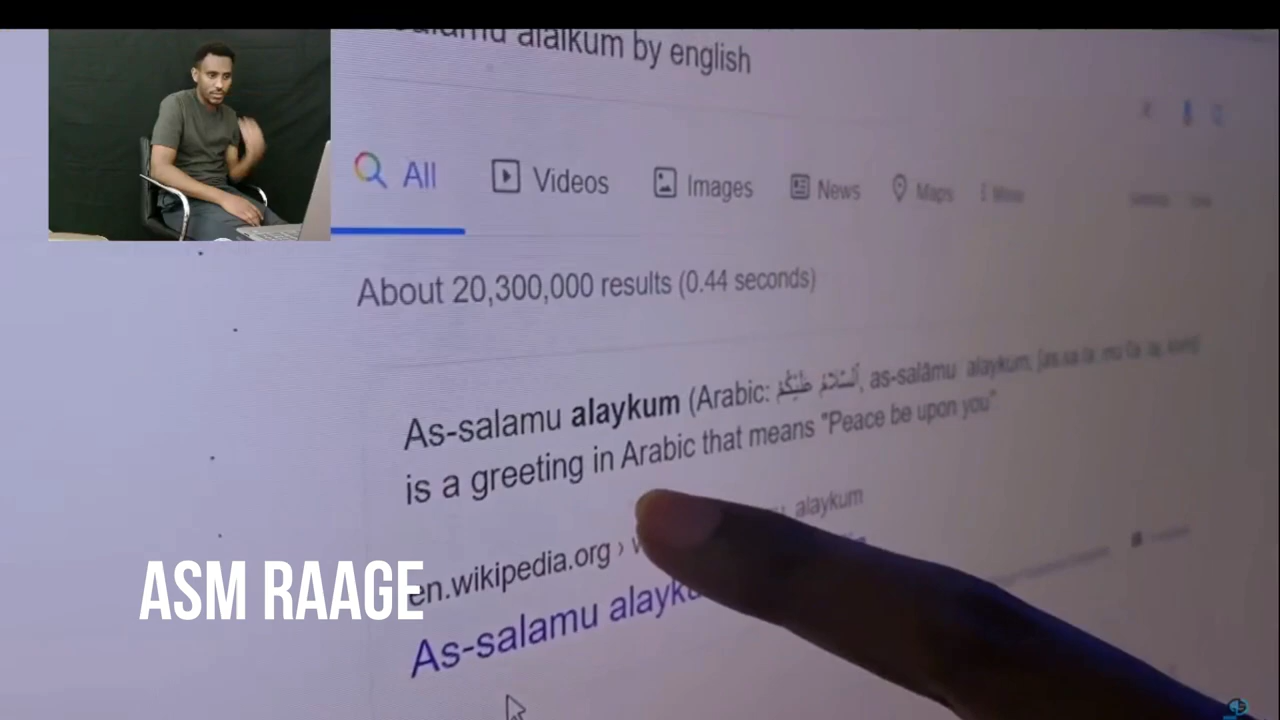 alaikum by english
All Videos Images News Maps
About 20,300,000 results (0.44 seconds)
As-salamu alaykum (Arabic: ٱلسَّلَامُ عَلَيْكُمْ, as-salāmu alaykum,
is a greeting in Arabic that means "Peace be upon you"
en.wikipedia.org › alaykum
As-salamu
ASM RAAGE